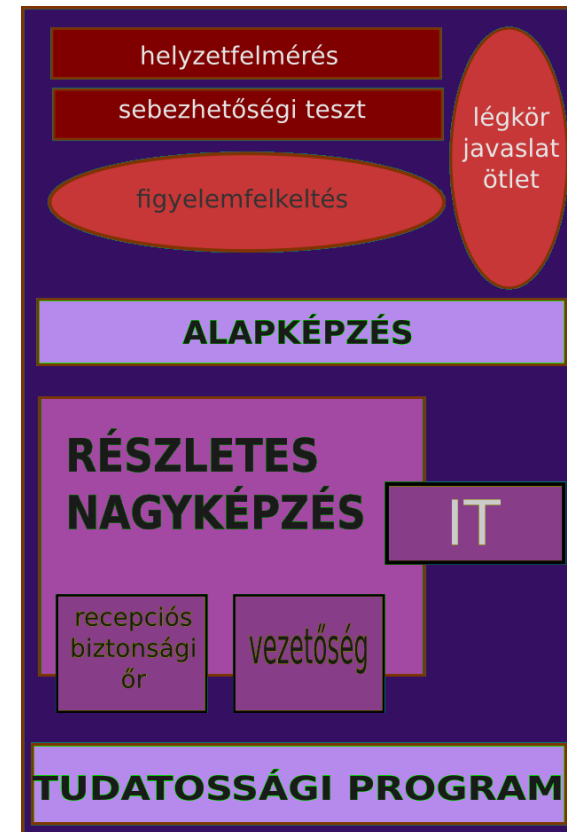 helyzetfelmérés
sebezhetőségi teszt
légkör
javaslat
ötlet
figyelemfelkeltés
ALAPKÉPZÉS
RÉSZLETES
NAGYKÉPZÉS
IT
recepciós
biztonsági
őr
vezetőség
TUDATOSSÁGI PROGRAM